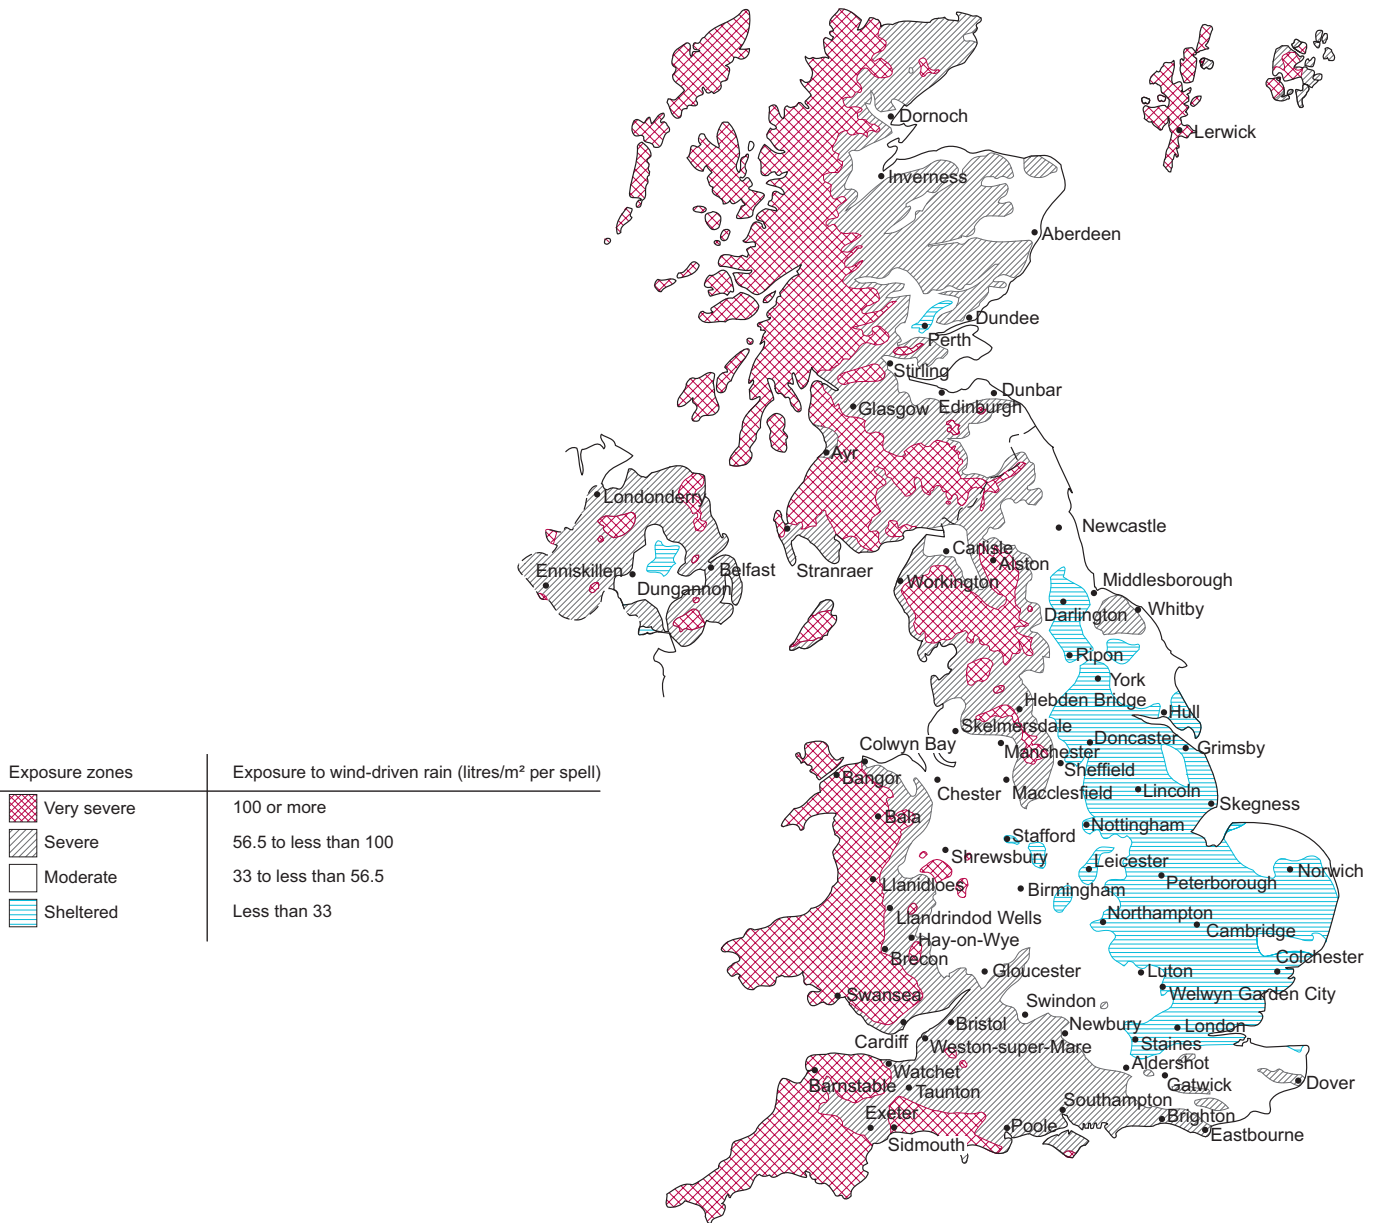 Dornoch
Lerwick
Inverness
Aberdeen
Dundee
Perth
Stirling
Dunbar
Glasgow
Edinburgh
Ayr
Londonderry
Newcastle
Carlisle
Alston
Belfast
Stranraer
Enniskillen
Dungannon
Workington
Middlesborough
Whitby
Darlington
Ripon
York
Hebden Bridge
Hull
Skelmersdale
Colwyn Bay
Manchester
Doncaster
Grimsby
Sheffield
Bangor
Chester
Macclesfield
Lincoln
Skegness
Bala
Nottingham
Stafford
Shrewsbury
Leicester
Norwich
Llanidloes
Birmingham
Peterborough
Llandrindod Wells
Northampton
Cambridge
Hay-on-Wye
Brecon
Colchester
Gloucester
Luton
Swansea
Welwyn Garden City
Swindon
Bristol
Newbury
London
Cardiff
Weston-super-Mare
Staines
Watchet
Aldershot
Barnstable
Taunton
Gatwick
Dover
Southampton
Exeter
Poole
Brighton
Sidmouth
Eastbourne
Exposure zones
Exposure to wind-driven rain (litres/m² per spell)
Very severe
100 or more
Severe
56.5 to less than 100
Moderate
33 to less than 56.5
Sheltered
Less than 33